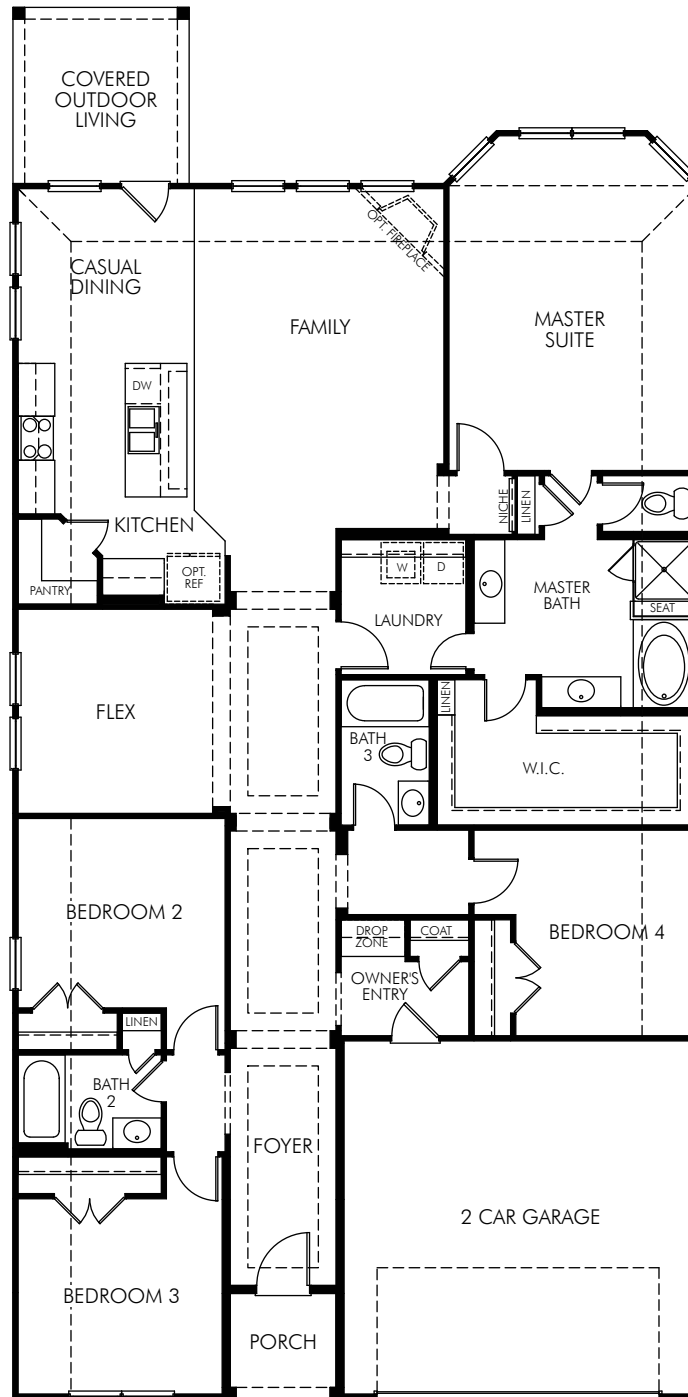 COVERED
OUTDOOR
LIVING
CASUAL
DINING
OPT. FIREPLACE
FAMILY
MASTER
SUITE
DW
KITCHEN
NICHE
LINEN
OPT.
REF
PANTRY
W
D
LAUNDRY
MASTER
BATH
SEAT
FLEX
LINEN
BATH
3
W.I.C.
BEDROOM 2
DROP
ZONE
COAT
BEDROOM 4
OWNER'S
ENTRY
LINEN
BATH
2
FOYER
2 CAR GARAGE
BEDROOM 3
PORCH